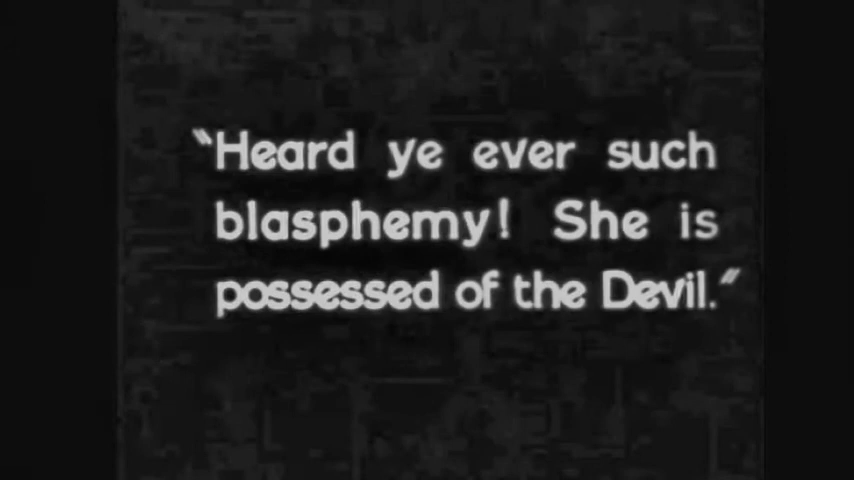 "Heard ye ever such
blasphemy! She is
possessed of the Devil."